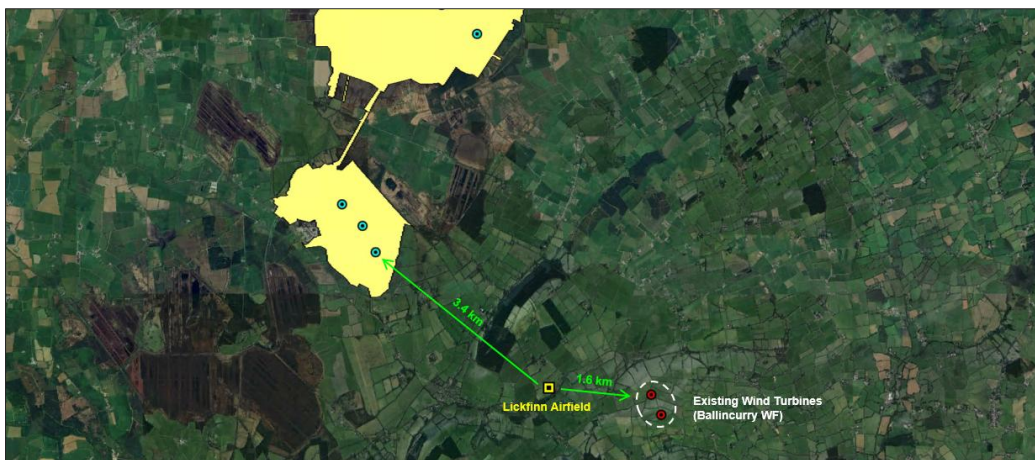 3.4 km
1.6 km
Lickfinn Airfield
Existing Wind Turbines
(Ballincurry WF)